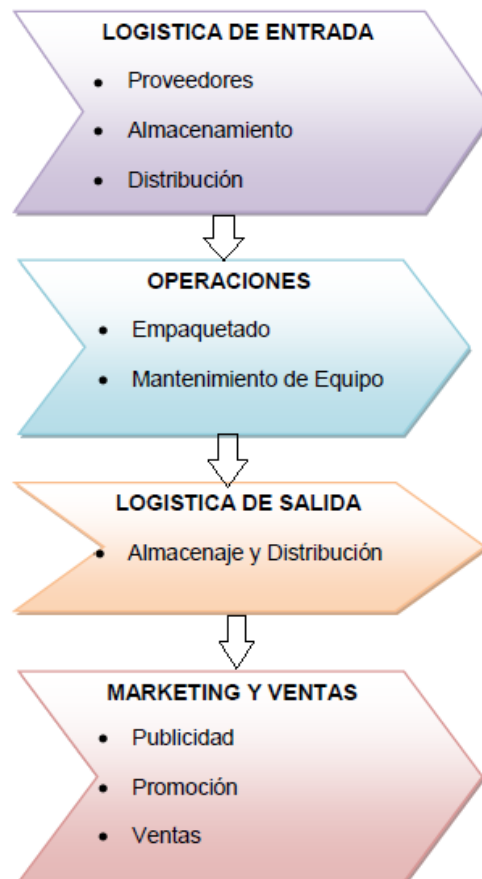 LOGISTICA DE ENTRADA
• Proveedores
• Almacenamiento
• Distribución
OPERACIONES
• Empaquetado
• Mantenimiento de Equipo
LOGISTICA DE SALIDA
• Almacenaje y Distribución
MARKETING Y VENTAS
• Publicidad
• Promoción
• Ventas